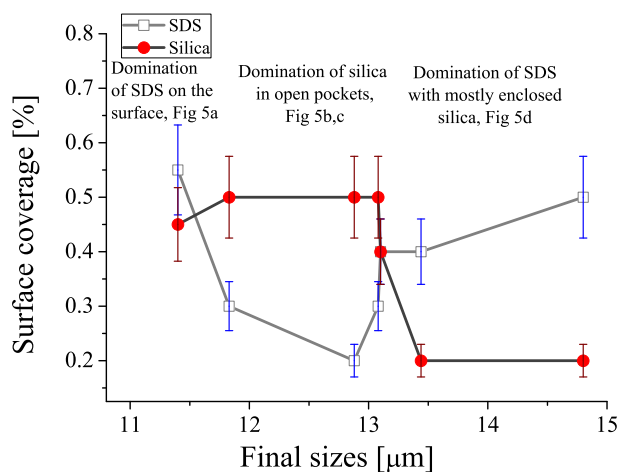 SDS
Silica
Domination
of SDS on the
surface, Fig 5a
Domination of silica
in open pockets,
Fig 5b,c
Domination of SDS
with mostly enclosed
silica, Fig 5d
Surface coverage [%]
0.8
0.7
0.6
0.5
0.4
0.3
0.2
11
12
13
14
15
Final sizes [μm]